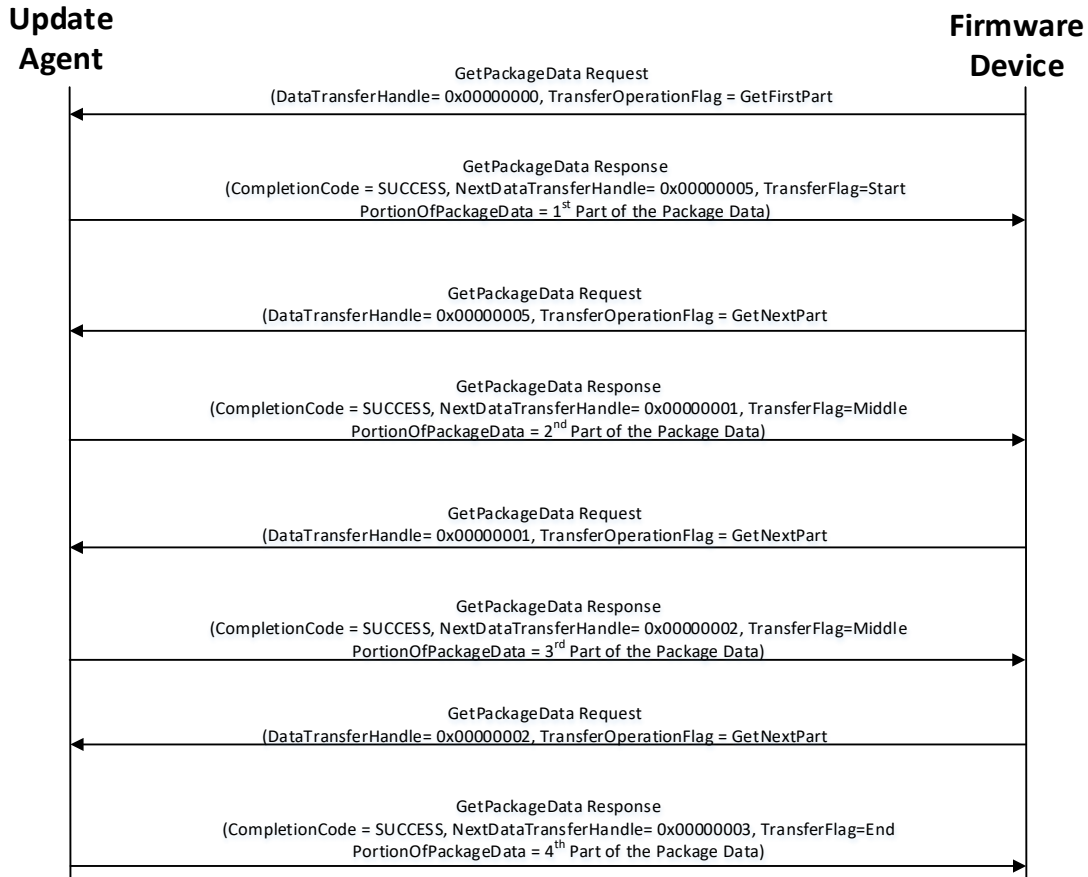 Update
Agent
Firmware
Device
GetPackageData Request
(DataTransferHandle= 0x00000000, TransferOperationFlag = GetFirstPart
GetPackageData Response
(CompletionCode = SUCCESS, NextDataTransferHandle= 0x00000005, TransferFlag=Start
PortionOfPackageData = 1st Part of the Package Data)
GetPackageData Request
(DataTransferHandle= 0x00000005, TransferOperationFlag = GetNextPart
GetPackageData Response
(CompletionCode = SUCCESS, NextDataTransferHandle= 0x00000001, TransferFlag=Middle
PortionOfPackageData = 2nd Part of the Package Data)
GetPackageData Request
(DataTransferHandle= 0x00000001, TransferOperationFlag = GetNextPart
GetPackageData Response
(CompletionCode = SUCCESS, NextDataTransferHandle= 0x00000002, TransferFlag=Middle
PortionOfPackageData = 3rd Part of the Package Data)
GetPackageData Request
(DataTransferHandle= 0x00000002, TransferOperationFlag = GetNextPart
GetPackageData Response
(CompletionCode = SUCCESS, NextDataTransferHandle= 0x00000003, TransferFlag=End
PortionOfPackageData = 4th Part of the Package Data)